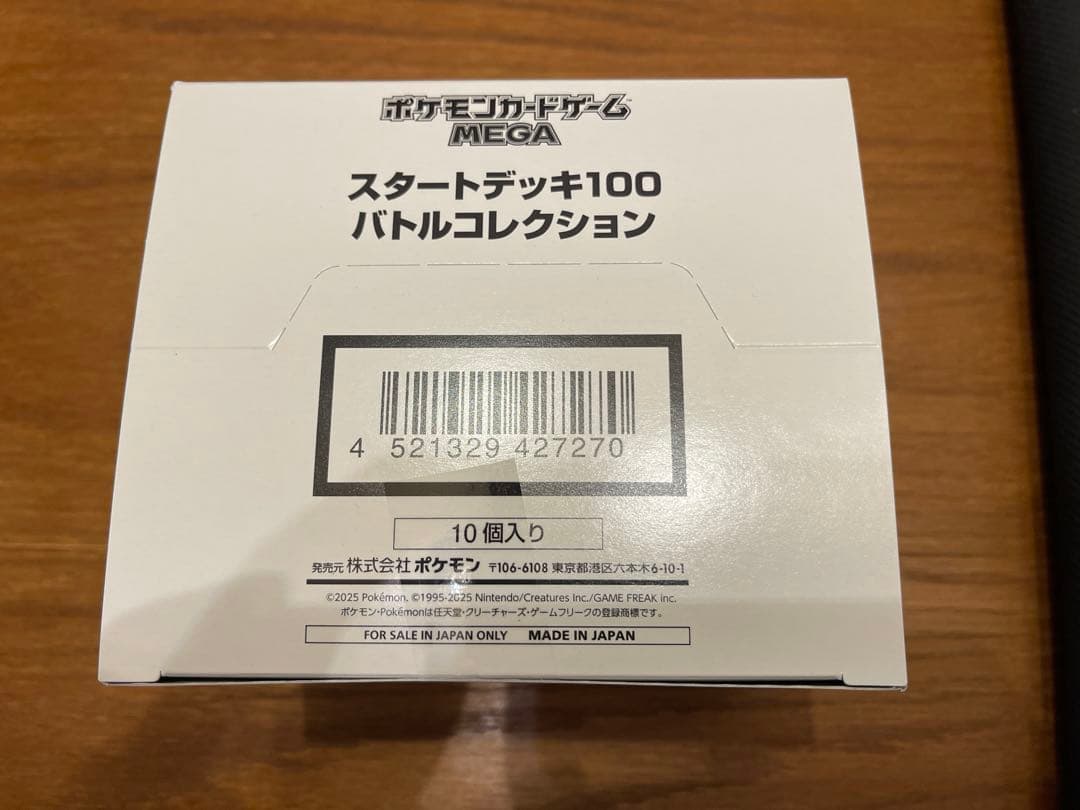 ポケモンカードゲーム™
MEGA
スタートデッキ100
バトルコレクション
4 521329 427270
10個入り
発売元 株式会社 ポケモン 〒106-6108 東京都港区六本木6-10-1
©2025 Pokémon. ©1995-2025 Nintendo/Creatures Inc./GAME FREAK inc.
ポケモン・Pokémonは任天堂・クリーチャーズ・ゲームフリークの登録商標です。
FOR SALE IN JAPAN ONLY MADE IN JAPAN